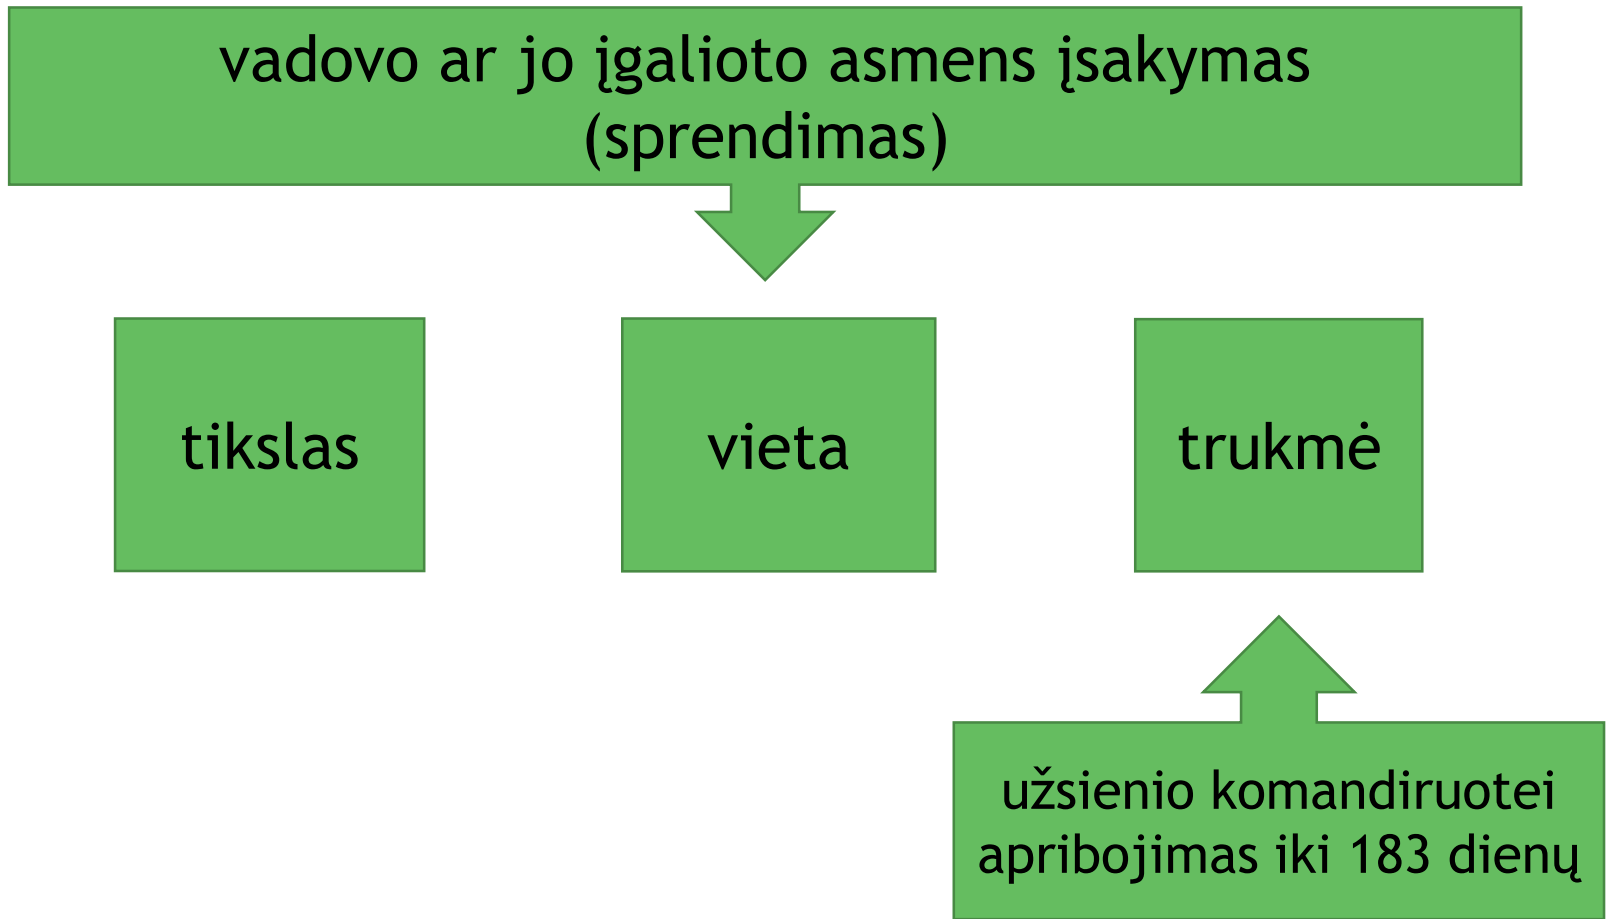 vadovo ar jo įgalioto asmens įsakymas
(sprendimas)
tikslas
vieta
trukmė
užsienio komandiruotei
apribojimas iki 183 dienų